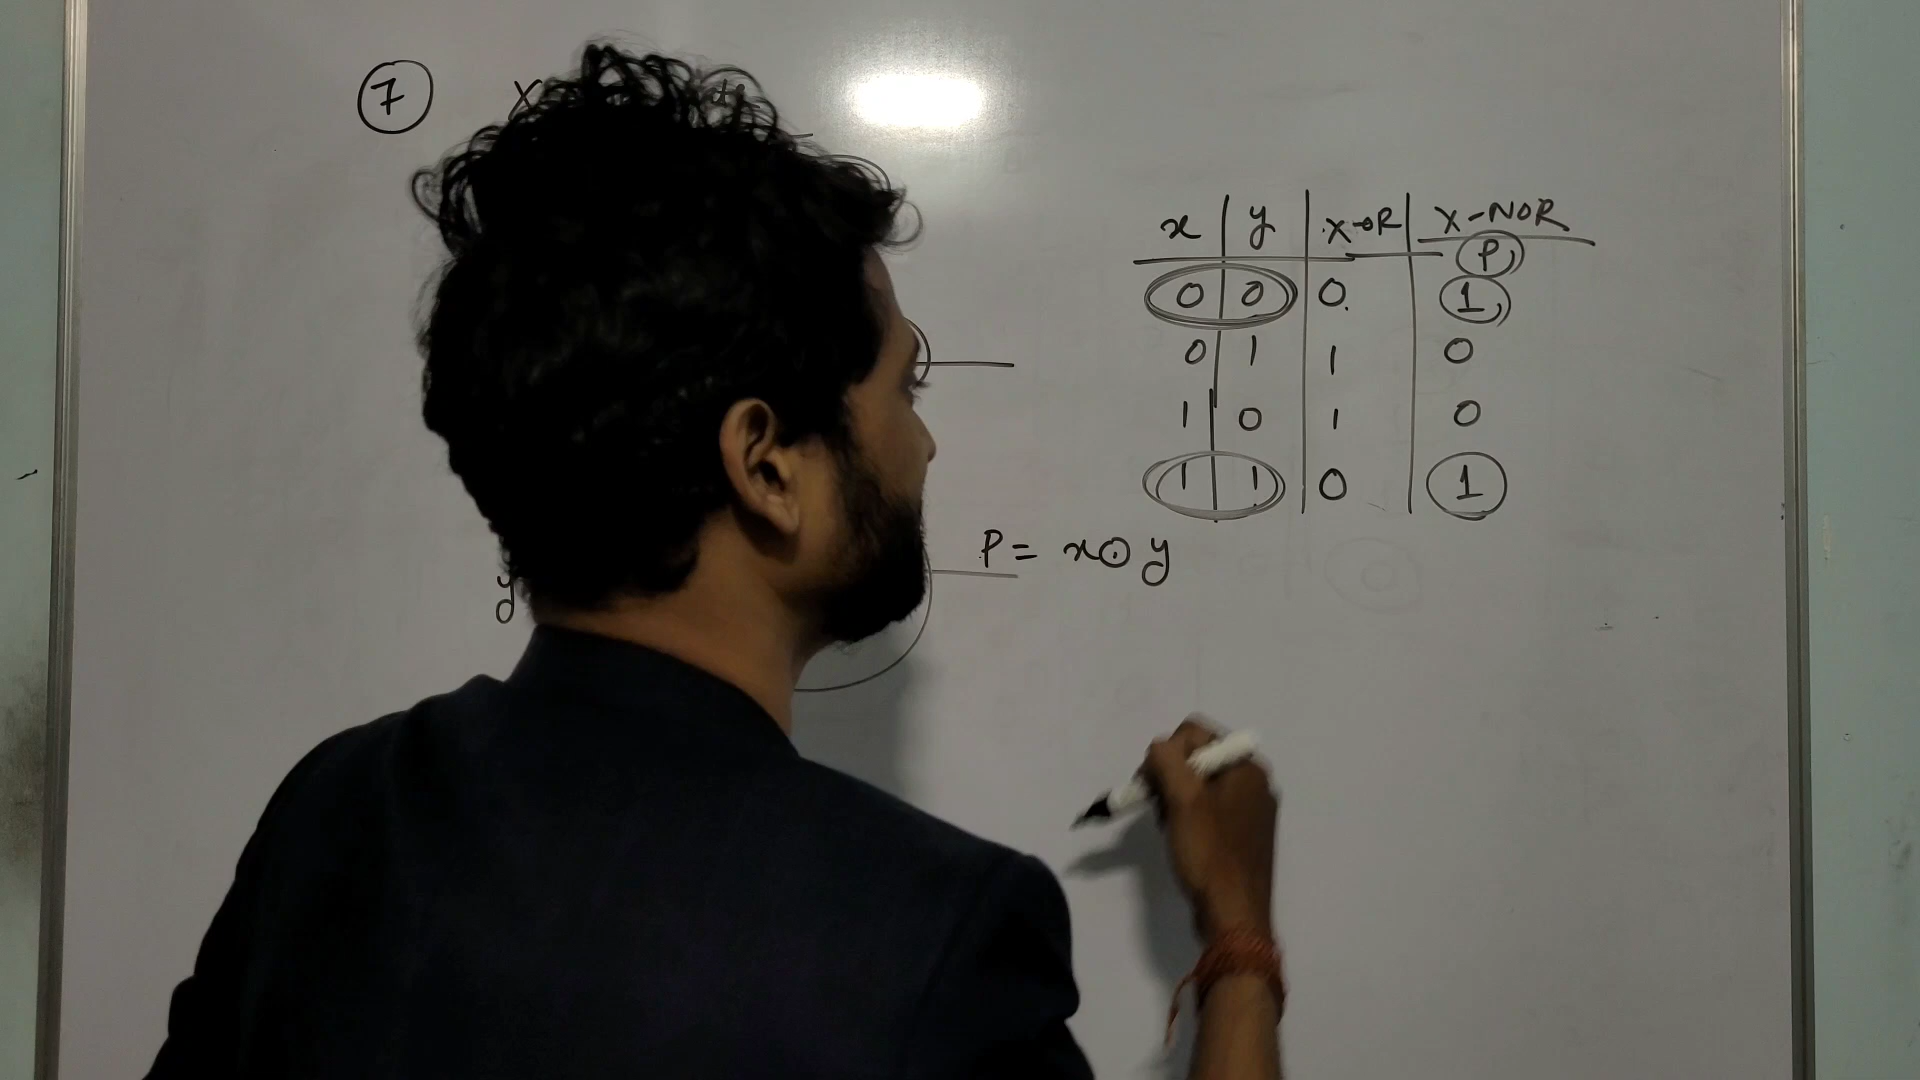 7
x y X-OR X-NOR
P
0 0 0 1
0 1 1 0
1 0 1 0
1 1 0 1
P = x⊙y
y